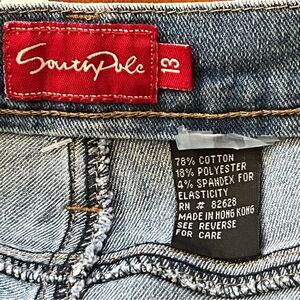 SouthPole
13
78% COTTON
18% POLYESTER
4% SPANDEX FOR
ELASTICITY
RN # 82628
MADE IN HONG KONG
SEE REVERSE
FOR CARE